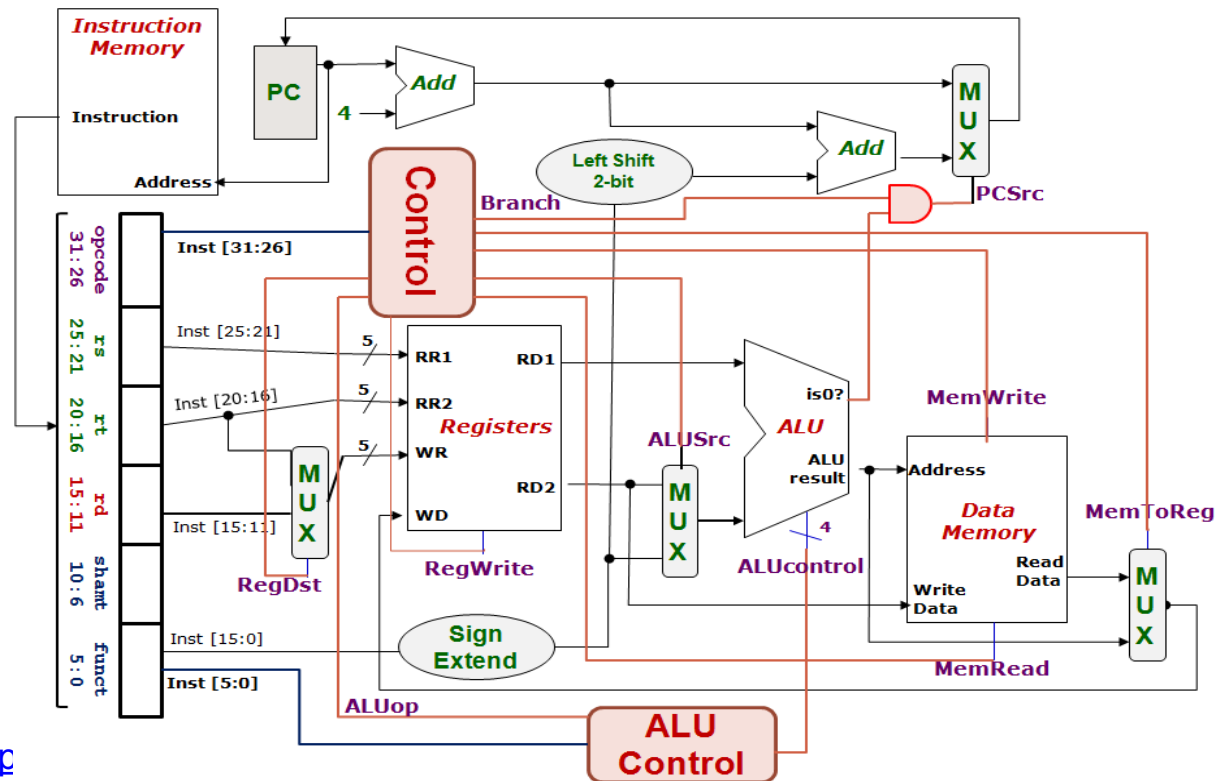 Instruction
Memory
Instruction
Address
PC
4
Add
Add
Left Shift
2-bit
M
U
X
PCSrc
Control
Branch
opcode
31:26
Inst [31:26]
rs
25:21
Inst [25:21]
5
rt
20:16
Inst [20:16]
5
rd
15:11
Inst [15:11]
M
U
X
5
RegDst
shamt
10:6
funct
5:0
Inst [15:0]
Inst [5:0]
RR1
RR2
WR
WD
Registers
RD1
RD2
RegWrite
Sign
Extend
ALUSrc
M
U
X
is0?
ALU
ALU
result
4
ALUcontrol
MemWrite
Address
Data
Memory
Read
Data
Write
Data
MemRead
MemToReg
M
U
X
ALUop
ALU
Control